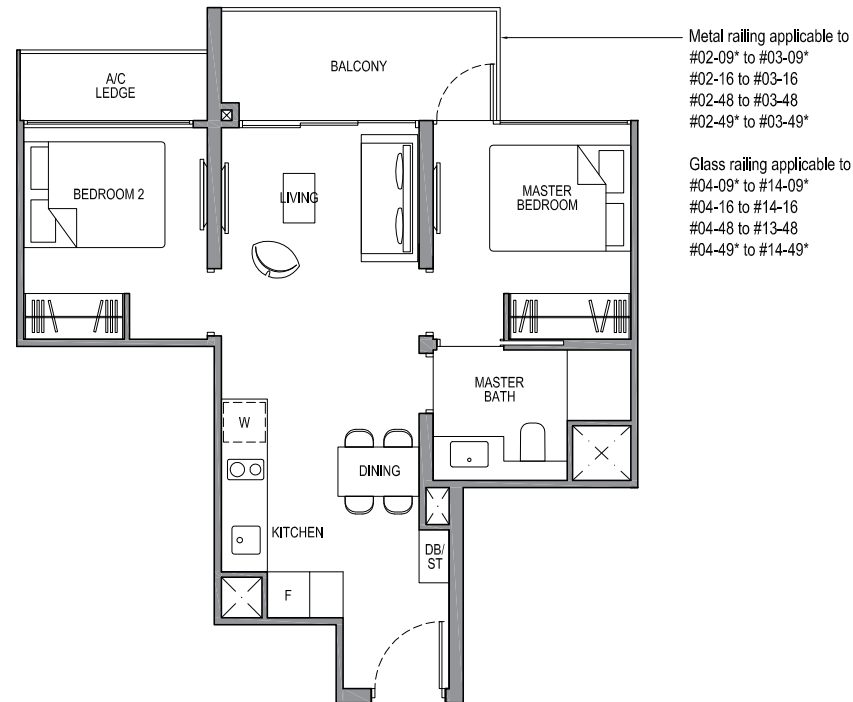 BALCONY
A/C
LEDGE
BEDROOM 2
LIVING
MASTER
BEDROOM
MASTER
BATH
W
DINING
KITCHEN
DB/
ST
F
Metal railing applicable to
#02-09* to #03-09*
#02-16 to #03-16
#02-48 to #03-48
#02-49* to #03-49*
Glass railing applicable to
#04-09* to #14-09*
#04-16 to #14-16
#04-48 to #13-48
#04-49* to #14-49*